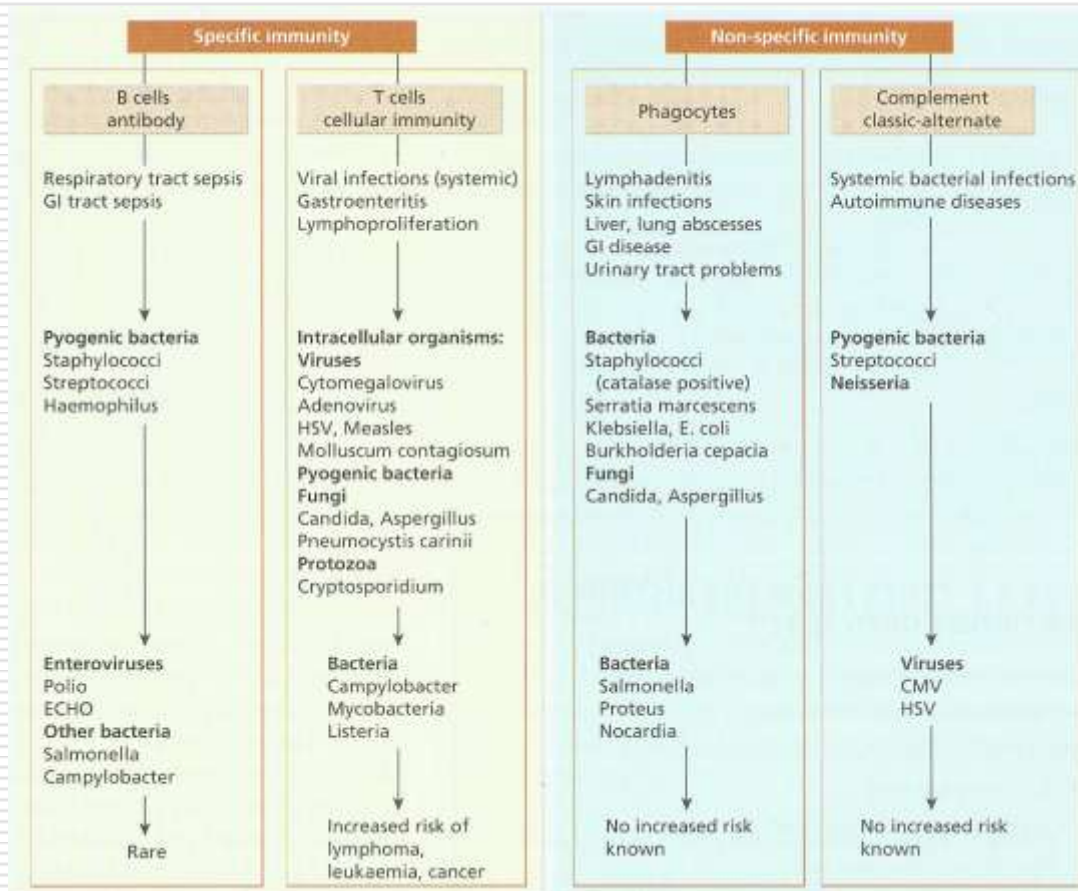 Specific immunity
B cells
antibody
Respiratory tract sepsis
GI tract sepsis
Pyogenic bacteria
Staphylococci
Streptococci
Haemophilus
Enteroviruses
Polio
ECHO
Other bacteria
Salmonella
Campylobacter
Rare
T cells
cellular immunity
Viral infections (systemic)
Gastroenteritis
Lymphoproliferation
Intracellular organisms:
Viruses
Cytomegalovirus
Adenovirus
HSV, Measles
Molluscum contagiosum
Pyogenic bacteria
Fungi
Candida, Aspergillus
Pneumocystis carinii
Protozoa
Cryptosporidium
Bacteria
Campylobacter
Mycobacteria
Listeria
Increased risk of
lymphoma,
leukaemia, cancer
Non-specific immunity
Phagocytes
Lymphadenitis
Skin infections
Liver, lung abscesses
GI disease
Urinary tract problems
Bacteria
Staphylococci
(catalase positive)
Serratia marcescens
Klebsiella, E. coli
Burkholderia cepacia
Fungi
Candida, Aspergillus
Bacteria
Salmonella
Proteus
Nocardia
No increased risk
known
Complement
classic-alternate
Systemic bacterial infections
Autoimmune diseases
Pyogenic bacteria
Streptococci
Neisseria
Viruses
CMV
HSV
No increased risk
known